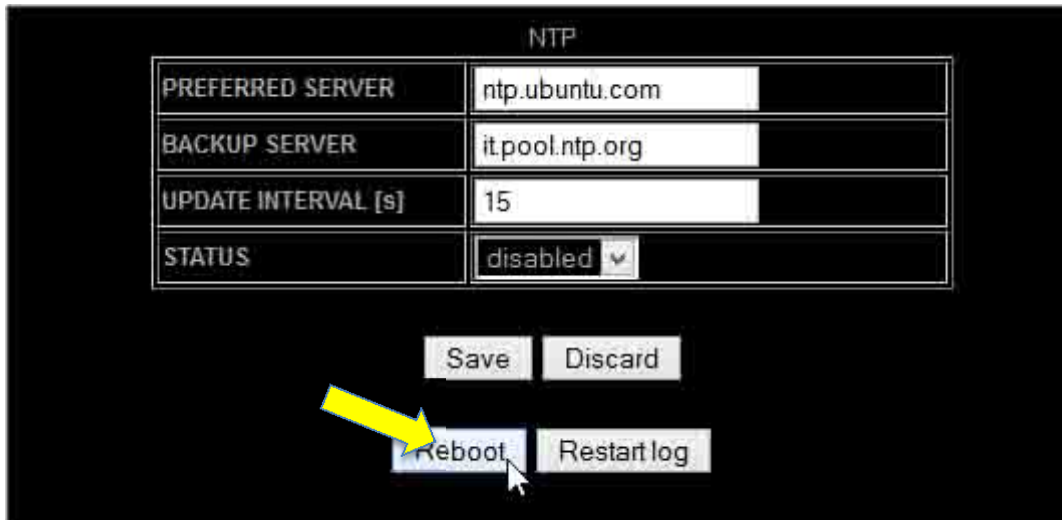 NTP
PREFERRED SERVER ntp.ubuntu.com
BACKUP SERVER it.pool.ntp.org
UPDATE INTERVAL [s] 15
STATUS disabled
Save Discard
Reboot Restart log